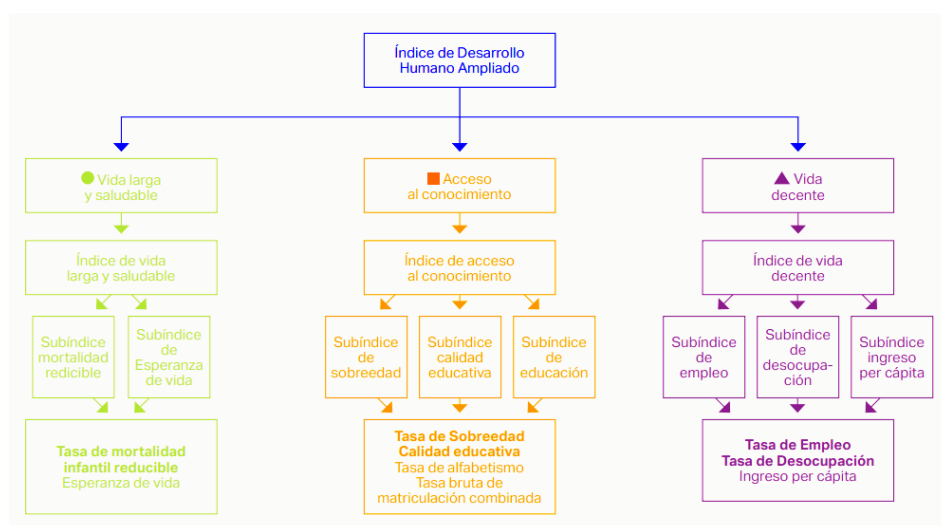 Índice de Desarrollo
Humano Ampliado
Vida larga
y saludable
Acceso
al conocimiento
Vida
decente
Índice de vida
larga y saludable
Índice de acceso
al conocimiento
Índice de vida
decente
Subíndice
mortalidad
redicible
Subíndice
de
Esperanza
de vida
Subíndice
de
sobreedad
Subíndice
calidad
educativa
Subíndice
de
educación
Subíndice
de
empleo
Subíndice
de
desocupa-
ción
Subíndice
ingreso
per cápita
Tasa de mortalidad
infantil reducible
Esperanza de vida
Tasa de Sobreedad
Calidad educativa
Tasa de alfabetismo
Tasa bruta de
matriculación combinada
Tasa de Empleo
Tasa de Desocupación
Ingreso per cápita